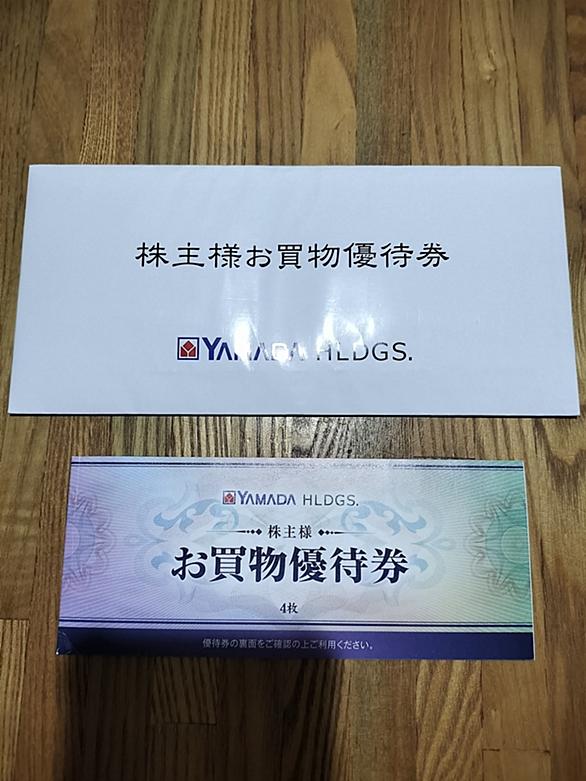 株主様お買物優待券
YAMADA HLDGS.
YAMADA HLDGS.
株主様
お買物優待券
4枚
優待券の裏面をご確認の上ご利用ください。